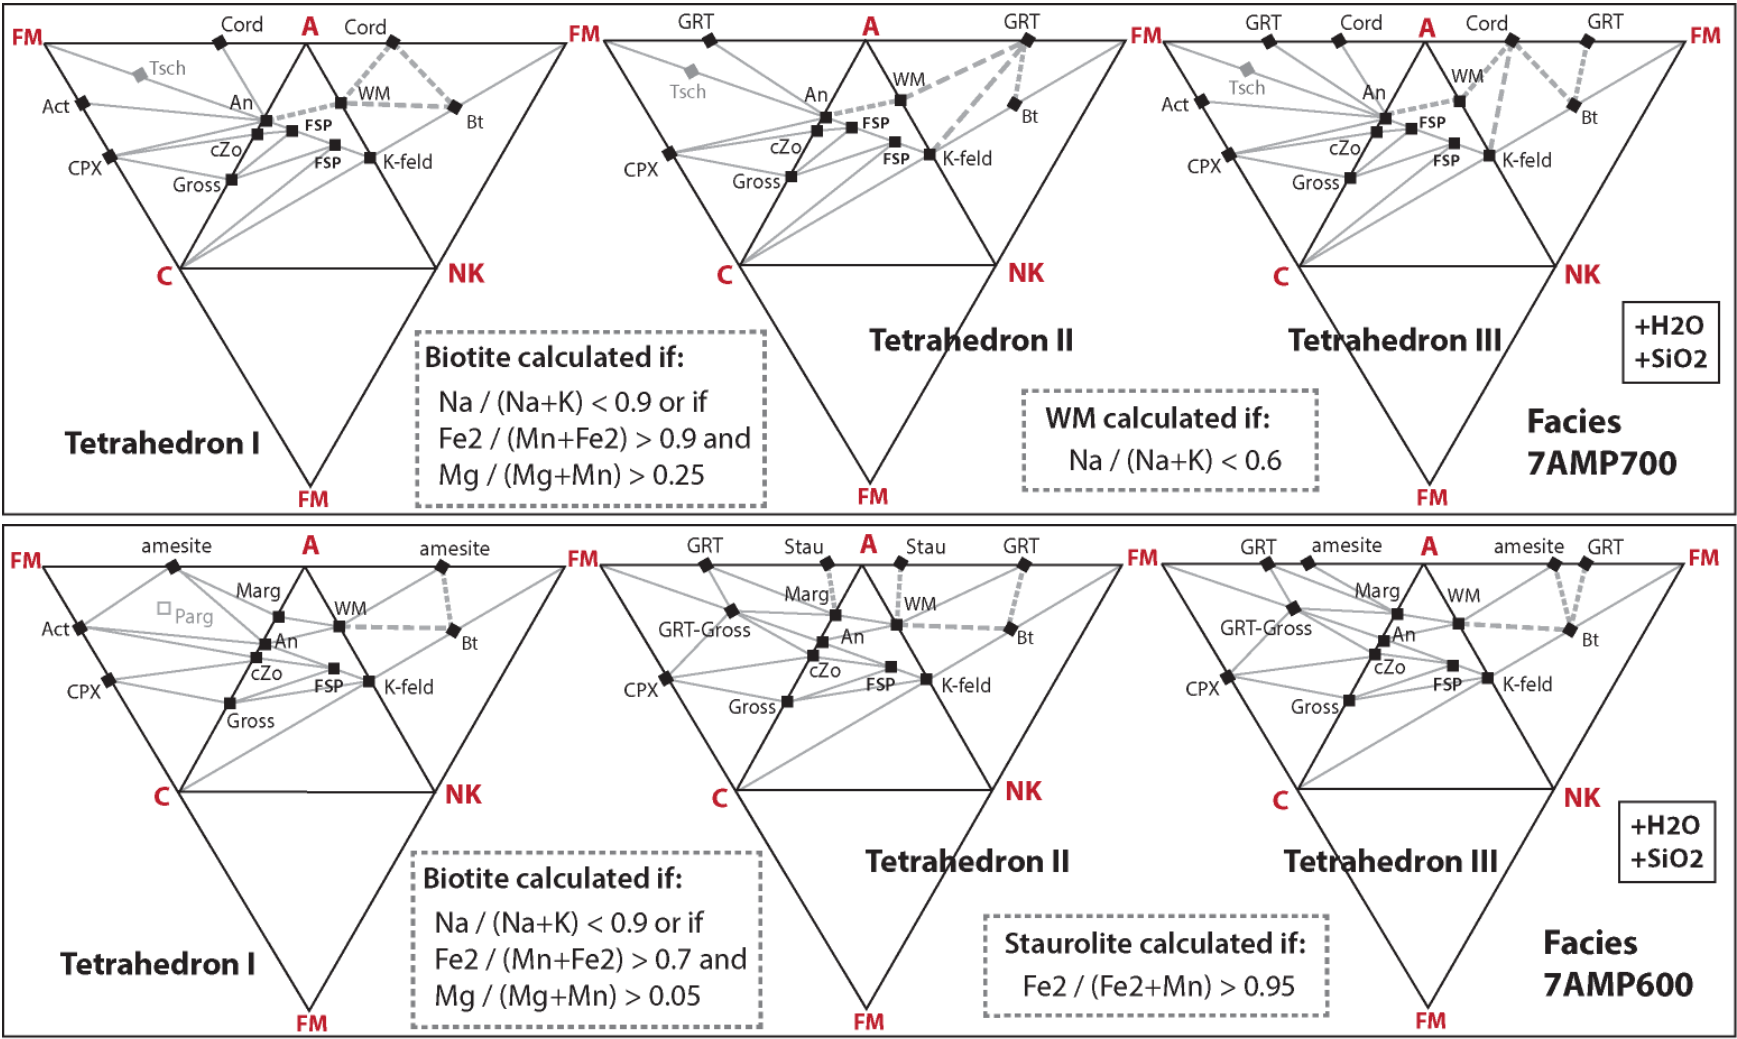 FM
Cord
A
Cord
FM
GRT
A
GRT
FM
GRT
Cord
A
Cord
GRT
FM
Tsch
Act
An
WM
FSP
Bt
cZo
CPX
FSP
K-feld
Gross
C
NK
FM
Tsch
An
WM
FSP
Bt
cZo
CPX
FSP
K-feld
Gross
C
NK
FM
Tsch
Act
An
WM
FSP
Bt
cZo
CPX
FSP
K-feld
Gross
C
NK
FM
Tetrahedron I
Tetrahedron II
Tetrahedron III
Biotite calculated if:
Na / (Na+K) < 0.9 or if
Fe2 / (Mn+Fe2) > 0.9 and
Mg / (Mg+Mn) > 0.25
WM calculated if:
Na / (Na+K) < 0.6
+H2O
+SiO2
Facies
7AMP700
FM
amesite
A
amesite
FM
GRT
Stau
A
Stau
GRT
FM
GRT
amesite
A
amesite
GRT
FM
Marg
WM
Parg
Act
An
Bt
cZo
CPX
FSP
K-feld
Gross
C
NK
FM
Marg
WM
GRT-Gross
An
Bt
cZo
CPX
FSP
K-feld
Gross
C
NK
FM
Marg
WM
GRT-Gross
An
Bt
cZo
CPX
FSP
K-feld
Gross
C
NK
FM
Tetrahedron I
Tetrahedron II
Tetrahedron III
Biotite calculated if:
Na / (Na+K) < 0.9 or if
Fe2 / (Mn+Fe2) > 0.7 and
Mg / (Mg+Mn) > 0.05
Staurolite calculated if:
Fe2 / (Fe2+Mn) > 0.95
+H2O
+SiO2
Facies
7AMP600